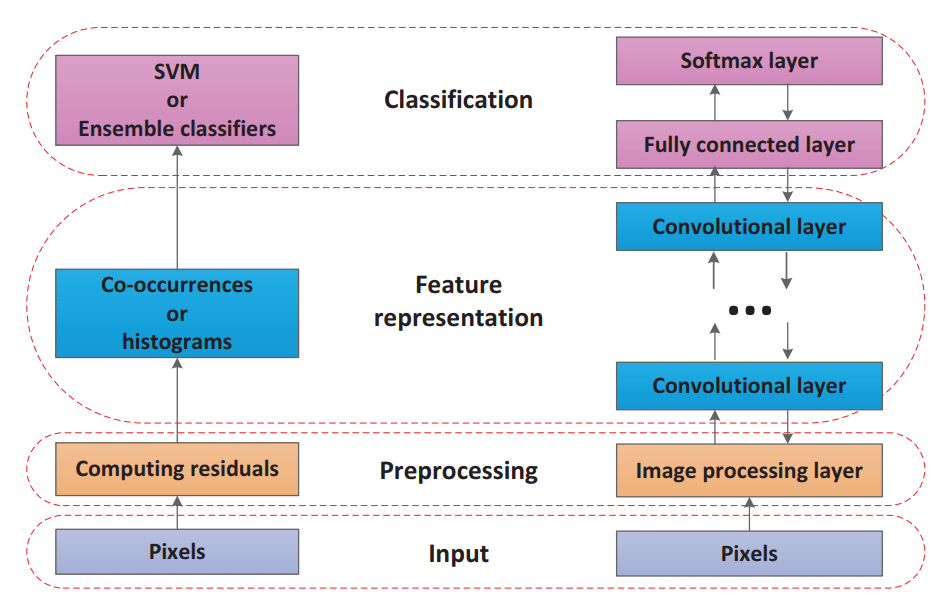 SVM
or
Ensemble classifiers
Classification
Softmax layer
Fully connected layer
Co-occurrences
or
histograms
Feature
representation
Convolutional layer
...
Convolutional layer
Computing residuals
Preprocessing
Image processing layer
Pixels
Input
Pixels